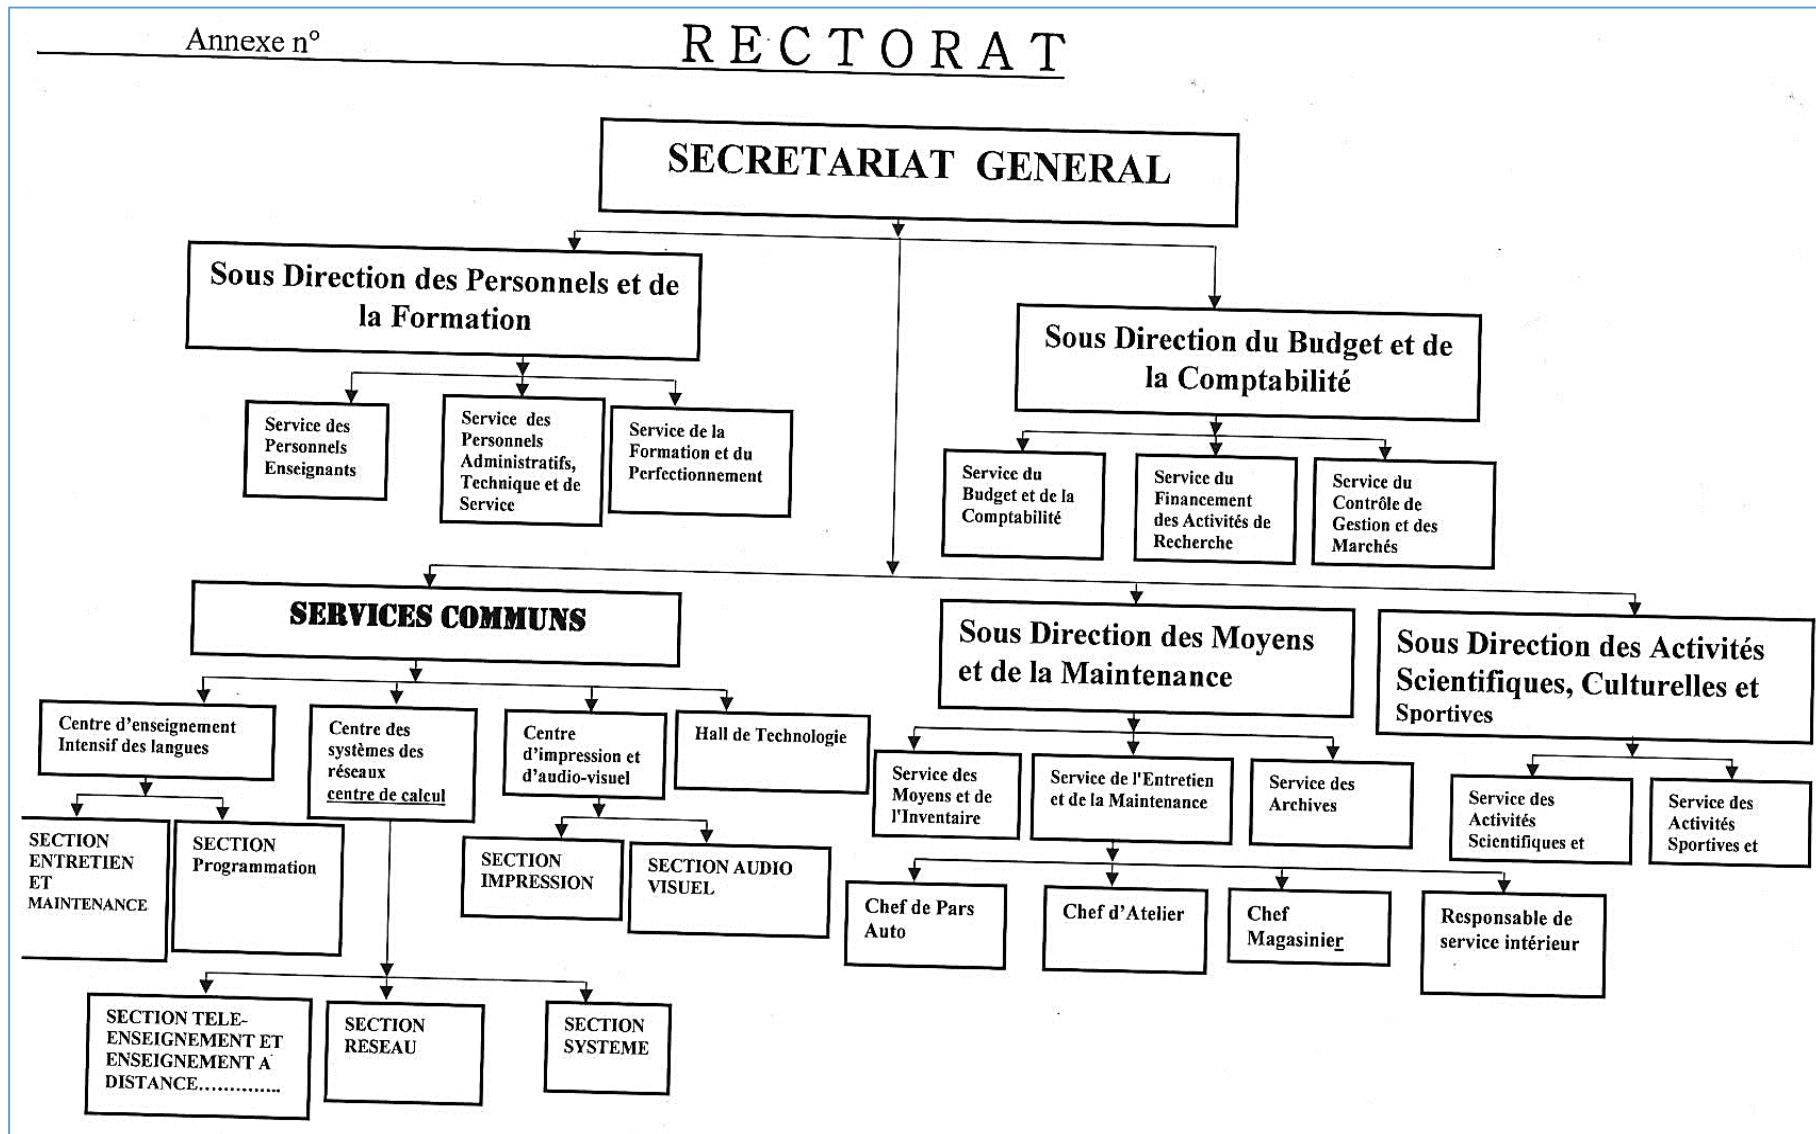 Annexe n°
RECTORAT
SECRETARIAT GENERAL
Sous Direction des Personnels et de
la Formation
Sous Direction du Budget et de
la Comptabilité
Service des
Personnels
Enseignants
Service des
Personnels
Administratifs,
Technique et de
Service
Service de la
Formation et du
Perfectionnement
Service du
Budget et de la
Comptabilité
Service du
Financement
des Activités de
Recherche
Service du
Contrôle de
Gestion et des
Marchés
SERVICES COMMUNS
Sous Direction des Moyens
et de la Maintenance
Sous Direction des Activités
Scientifiques, Culturelles et
Sportives
Centre d'enseignement
Intensif des langues
Centre des
systèmes des
réseaux
centre de calcul
Centre
d'impression et
d'audio-visuel
Hall de Technologie
Service des
Moyens et de
l'Inventaire
Service de l'Entretien
et de la Maintenance
Service des
Archives
Service des
Activités
Scientifiques et
Service des
Activités
Sportives et
SECTION
ENTRETIEN
ET
MAINTENANCE
SECTION
Programmation
SECTION
IMPRESSION
SECTION AUDIO
VISUEL
Chef de Pars
Auto
Chef d'Atelier
Chef
Magasinier
Responsable de
service intérieur
SECTION TELE-
ENSEIGNEMENT ET
ENSEIGNEMENT A
DISTANCE..............
SECTION
RESEAU
SECTION
SYSTEME